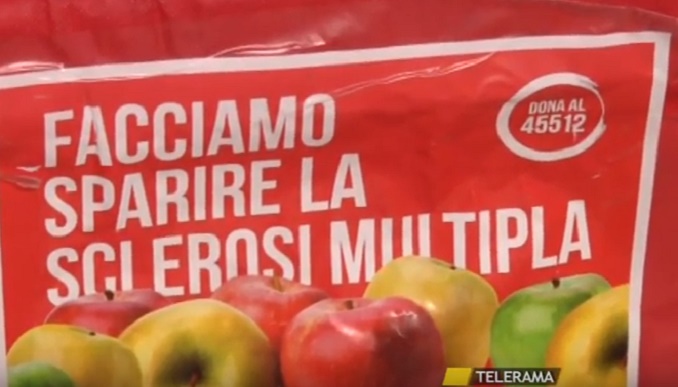 FACCIAMO
SPARIRE LA
SCLEROSI MULTIPLA
DONA AL
45512
TELERAMA